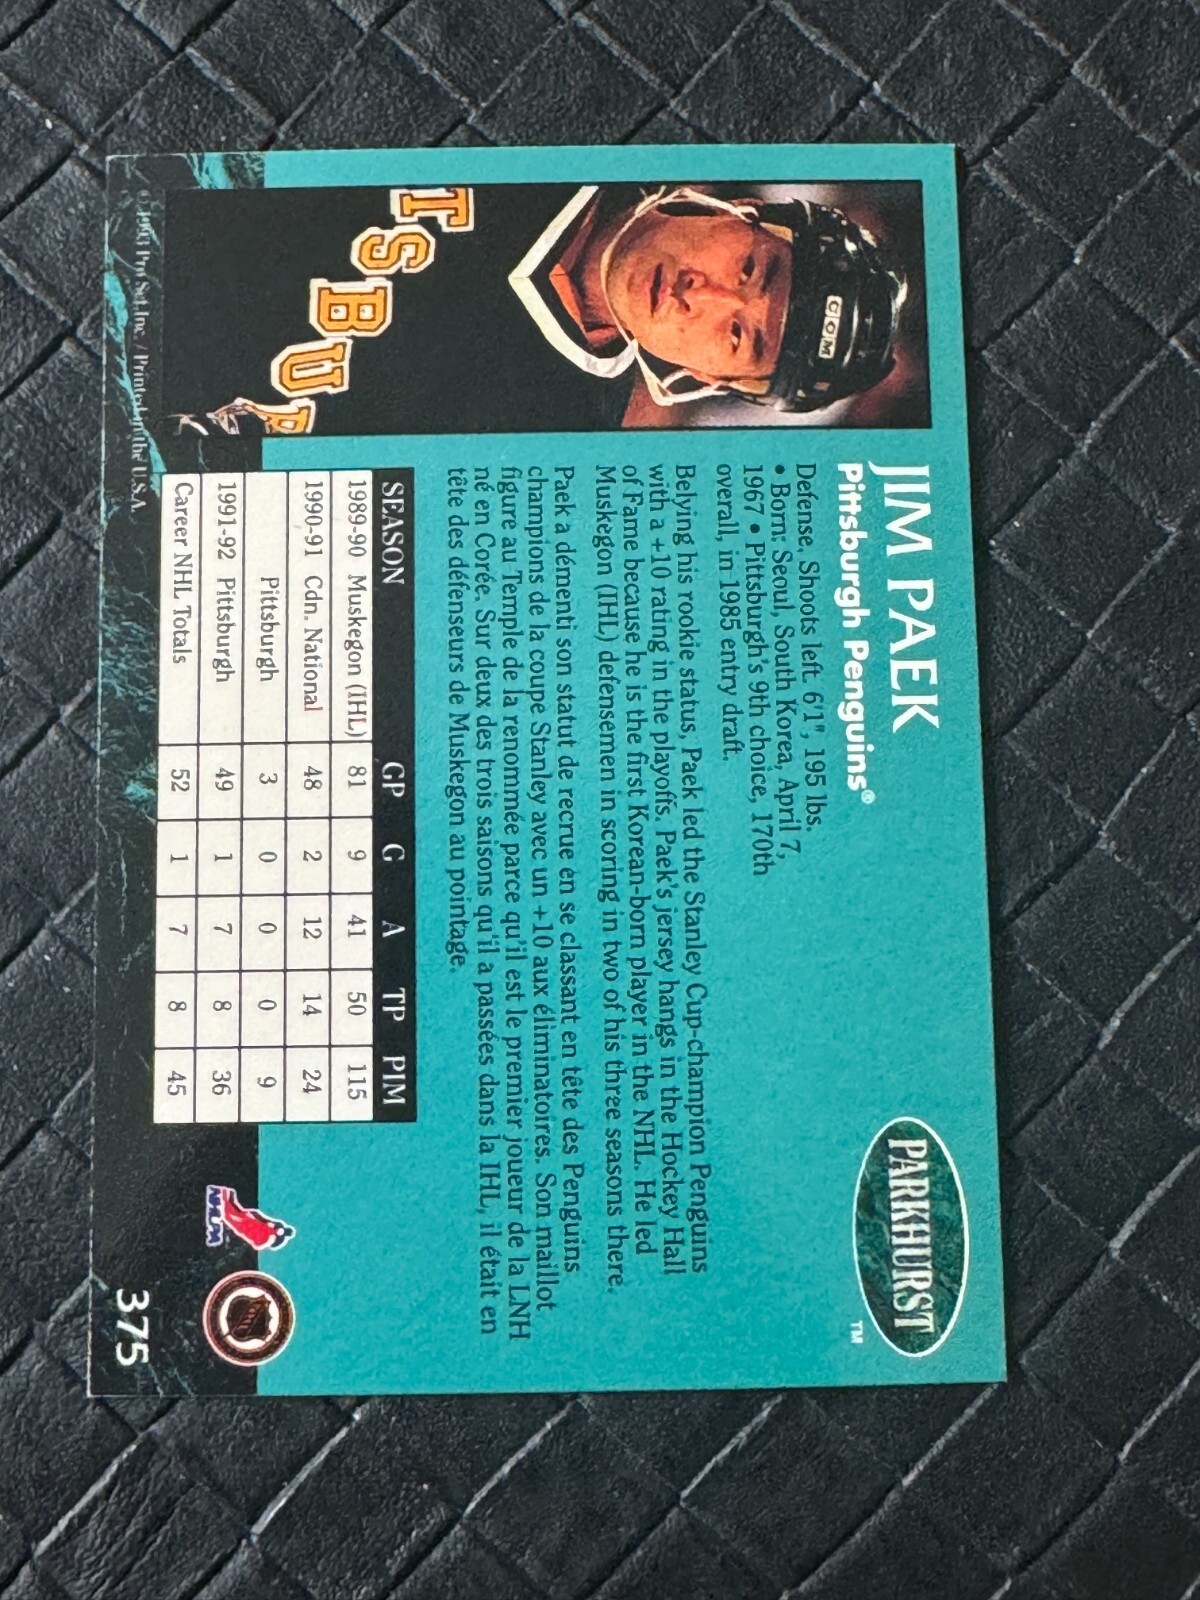 JIM PAEK
Pittsburgh Penguins®
PARKHURST
TM
Defense. Shoots left. 6'1", 195 lbs.
• Born: Seoul, South Korea, April 7,
1967 • Pittsburgh's 9th choice, 170th
overall, in 1985 entry draft.
Belying his rookie status, Paek led the Stanley Cup-champion Penguins
with a +10 rating in the playoffs. Paek's jersey hangs in the Hockey Hall
of Fame because he is the first Korean-born player in the NHL. He led
Muskegon (IHL) defensemen in scoring in two of his three seasons there.
Paek a démenti son statut de recrue en se classant en tête des Penguins
champions de la coupe Stanley avec un +10 aux éliminatoires. Son maillot
figure au Temple de la renommée parce qu'il est le premier joueur de la LNH
né en Corée. Sur deux des trois saisons qu'il a passées dans la IHL, il était en
tête des défenseurs de Muskegon au pointage.
SEASON GP G A TP PIM
1989-90 Muskegon (IHL) 81 9 41 50 115
1990-91 Cdn. National 48 2 12 14 24
Pittsburgh 3 0 0 0 9
1991-92 Pittsburgh 49 1 7 8 36
Career NHL Totals 52 1 7 8 45
CCM
TSBUR
NHLPA
NHL
375
©1993 Pro Set, Inc. / Printed in the U.S.A.